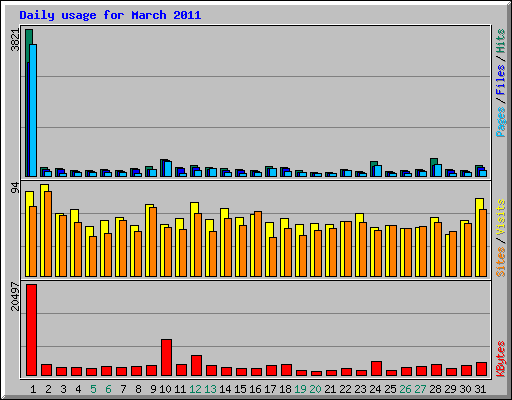 Daily usage for March 2011
3821
Pages / Files / Hits
94
Sites / Visits
20497
KBytes
1 2 3 4 5 6 7 8 9 10 11 12 13 14 15 16 17 18 19 20 21 22 23 24 25 26 27 28 29 30 31